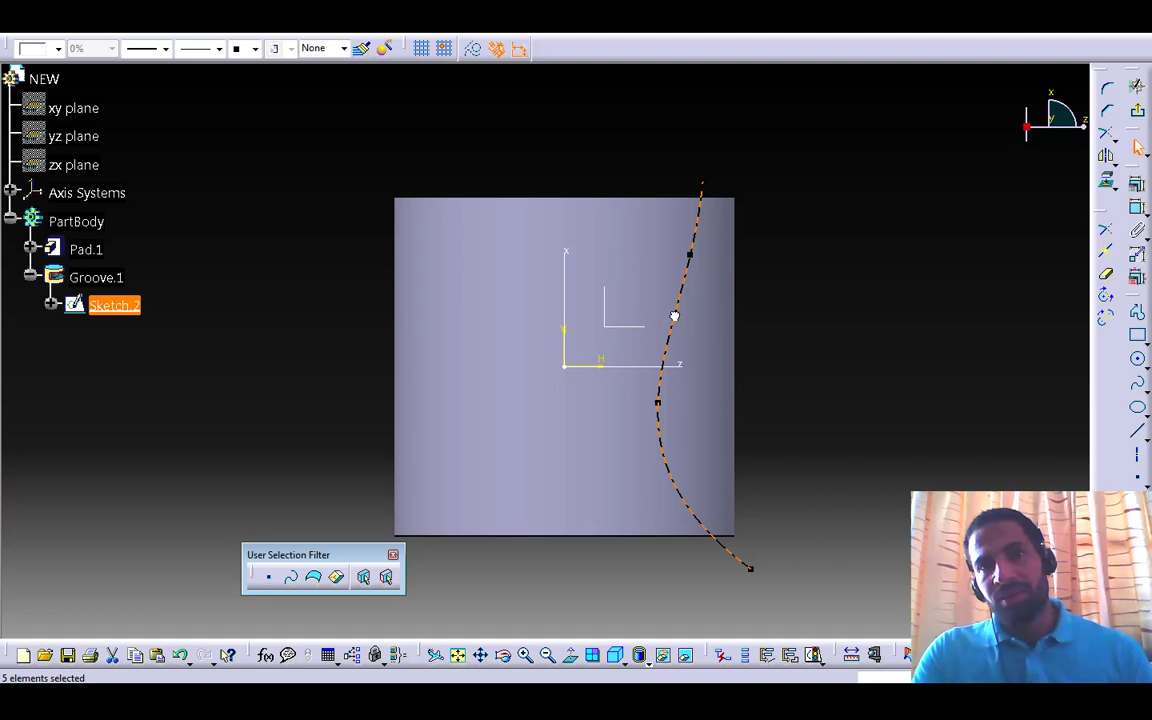 0%
None
NEW
xy plane
yz plane
zx plane
Axis Systems
PartBody
Pad.1
Groove.1
Sketch.2
x
y
z
x
V
H
z
User Selection Filter
f(x)
5 elements selected